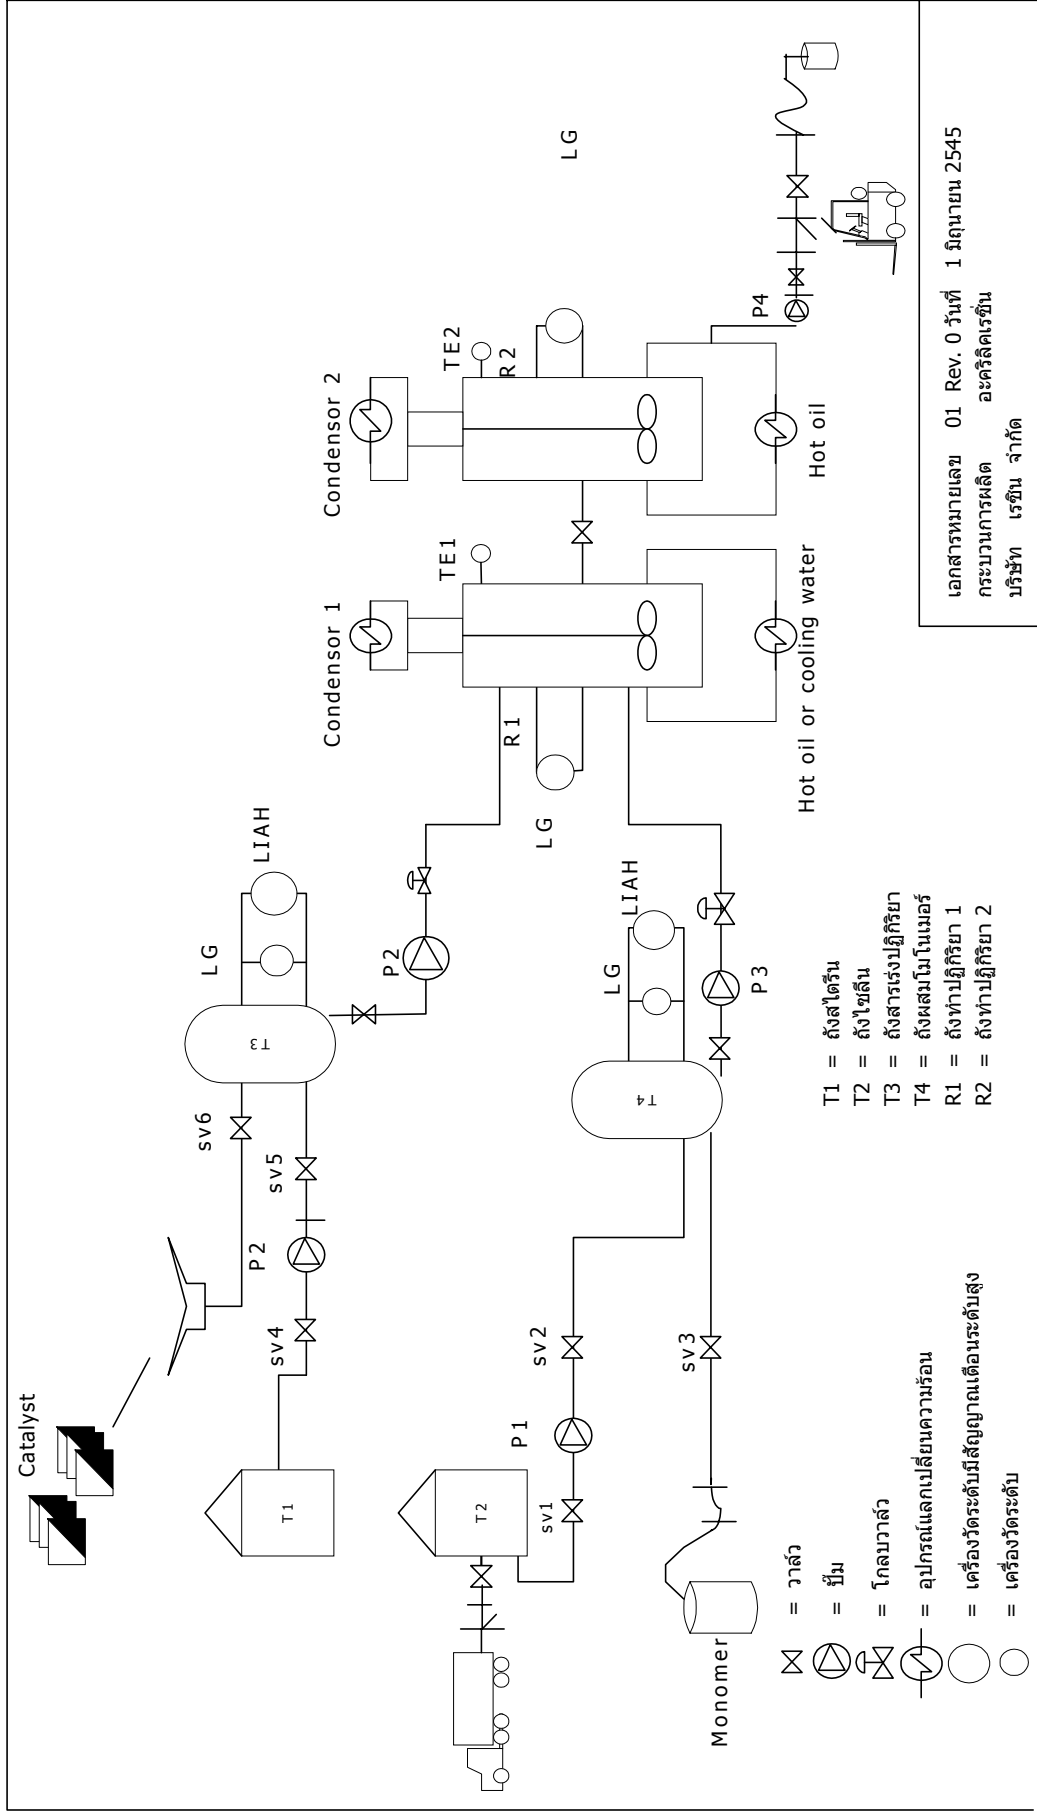 Catalyst
T1
sv4
P2
sv5
sv6
T3
LG
LIAH
P2
T2
sv1
P1
sv2
Monomer
sv3
T4
LG
LIAH
P3
Condensor 1
TE1
R1
LG
Hot oil or cooling water
Condensor 2
TE2
R2
LG
Hot oil
P4
= วาล์ว
= ปั๊ม
= โกลบวาล์ว
= อุปกรณ์แลกเปลี่ยนความร้อน
= เครื่องวัดระดับมีสัญญาณเตือนระดับสูง
= เครื่องวัดระดับ
T1 = ถังสไตรีน
T2 = ถังไซลีน
T3 = ถังสารเร่งปฏิกิริยา
T4 = ถังผสมโมโนเมอร์
R1 = ถังทำปฏิกิริยา 1
R2 = ถังทำปฏิกิริยา 2
เอกสารหมายเลข 01 Rev. 0 วันที่ 1 มิถุนายน 2545
กระบวนการผลิต อะคริลิคเรซิ่น
บริษัท เรซิน จำกัด